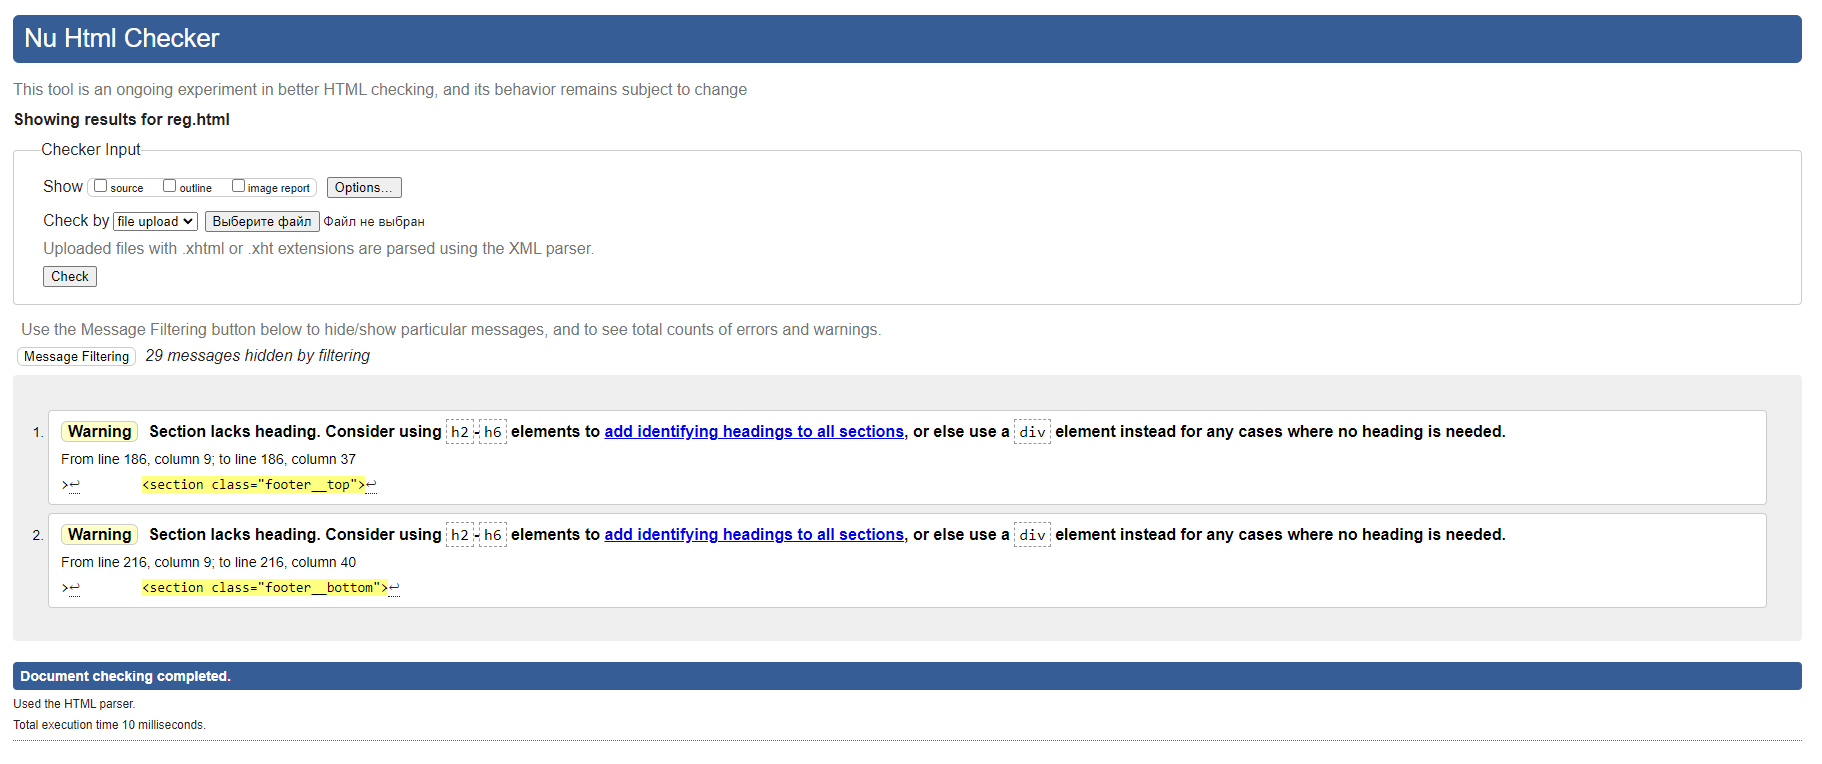 Nu Html Checker
This tool is an ongoing experiment in better HTML checking, and its behavior remains subject to change
Showing results for reg.html
Checker Input
Show source outline image report Options...
Check by file upload Выберите файл Файл не выбран
Uploaded files with .xhtml or .xht extensions are parsed using the XML parser.
Check
Use the Message Filtering button below to hide/show particular messages, and to see total counts of errors and warnings.
Message Filtering 29 messages hidden by filtering
1. Warning Section lacks heading. Consider using h2-h6 elements to add identifying headings to all sections, or else use a div element instead for any cases where no heading is needed.
From line 186, column 9; to line 186, column 37
>↩ <section class="footer__top">↩
2. Warning Section lacks heading. Consider using h2-h6 elements to add identifying headings to all sections, or else use a div element instead for any cases where no heading is needed.
From line 216, column 9; to line 216, column 40
>↩ <section class="footer__bottom">↩
Document checking completed.
Used the HTML parser.
Total execution time 10 milliseconds.